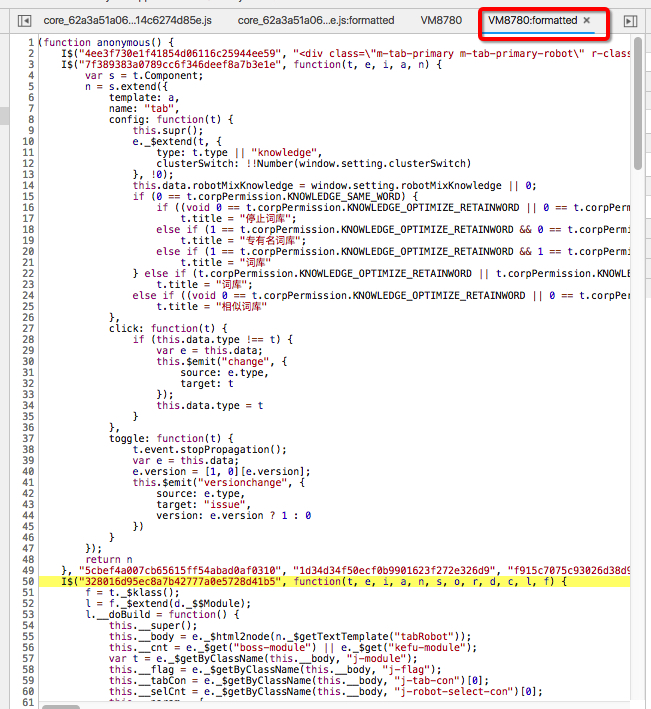 core_62a3a51a06...14c6274d85e.js core_62a3a51a06...e.js:formatted VM8780 VM8780:formatted ×
1 (function anonymous() {
2 I$("4ee3f730e1f41854d06116c25944ee59", "<div class=\"m-tab-primary m-tab-primary-robot\" r-clas
3 I$("7f389383a0789cc6f346deef8a7b3e1e", function(t, e, i, a, n) {
4 var s = t.Component;
5 n = s.extend({
6 template: a,
7 name: "tab",
8 config: function(t) {
9 this.supr();
10 e._$extend(t, {
11 type: t.type || "knowledge",
12 clusterSwitch: !!Number(window.setting.clusterSwitch)
13 }, !0);
14 this.data.robotMixKnowledge = window.setting.robotMixKnowledge || 0;
15 if (0 == t.corpPermission.KNOWLEDGE_SAME_WORD) {
16 if ((void 0 == t.corpPermission.KNOWLEDGE_OPTIMIZE_RETAINWORD || 0 == t.corpPerm
17 t.title = "停止词库";
18 else if (1 == t.corpPermission.KNOWLEDGE_OPTIMIZE_RETAINWORD && 0 == t.corpPermi
19 t.title = "专有名词库";
20 else if (1 == t.corpPermission.KNOWLEDGE_OPTIMIZE_RETAINWORD && 1 == t.corpPermi
21 t.title = "词库"
22 } else if (t.corpPermission.KNOWLEDGE_OPTIMIZE_RETAINWORD || t.corpPermission.KNOWLE
23 t.title = "词库";
24 else if ((void 0 == t.corpPermission.KNOWLEDGE_OPTIMIZE_RETAINWORD || 0 == t.corpPer
25 t.title = "相似词库"
26 },
27 click: function(t) {
28 if (this.data.type !== t) {
29 var e = this.data;
30 this.$emit("change", {
31 source: e.type,
32 target: t
33 });
34 this.data.type = t
35 }
36 },
37 toggle: function(t) {
38 t.event.stopPropagation();
39 var e = this.data;
40 e.version = [1, 0][e.version];
41 this.$emit("versionchange", {
42 source: e.type,
43 target: "issue",
44 version: e.version ? 1 : 0
45 })
46 }
47 });
48 return n
49 }, "5cbef4a007cb65615ff54abad0af0310", "1d34d34f50ecf0b9901623f272e326d9", "f915c7075c93026d38d9
50 I$("328016d95ec8a7b42777a0e5728d41b5", function(t, e, i, a, n, s, o, r, d, c, l, f) {
51 f = t._$klass();
52 l = f._$extend(d._$$Module);
53 l.__doBuild = function() {
54 this.__super();
55 this.__body = e._$html2node(n._$getTextTemplate("tabRobot"));
56 this.__cnt = e._$get("boss-module") || e._$get("kefu-module");
57 var t = e._$getByClassName(this.__body, "j-module");
58 this.__flag = e._$getByClassName(this.__body, "j-flag");
59 this.__tabCon = e._$getByClassName(this.__body, "j-tab-con")[0];
60 this.__selCnt = e._$getByClassName(this.__body, "j-robot-select-con")[0];
61